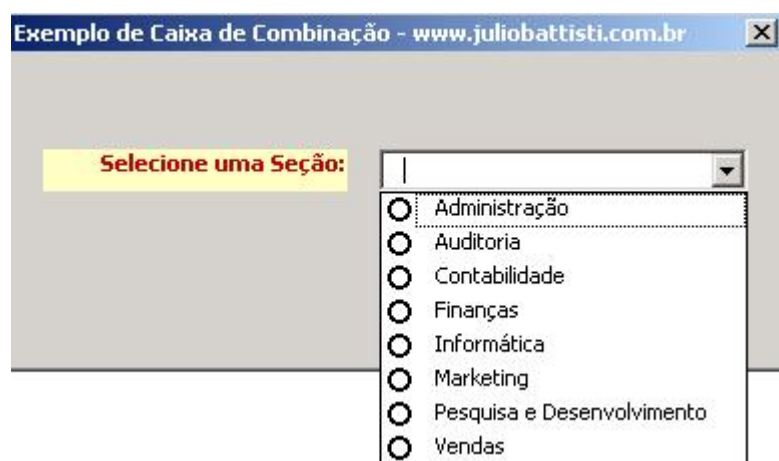 Exemplo de Caixa de Combinação - www.juliobattisti.com.br
Selecione uma Seção:
Administração
Auditoria
Contabilidade
Finanças
Informática
Marketing
Pesquisa e Desenvolvimento
Vendas